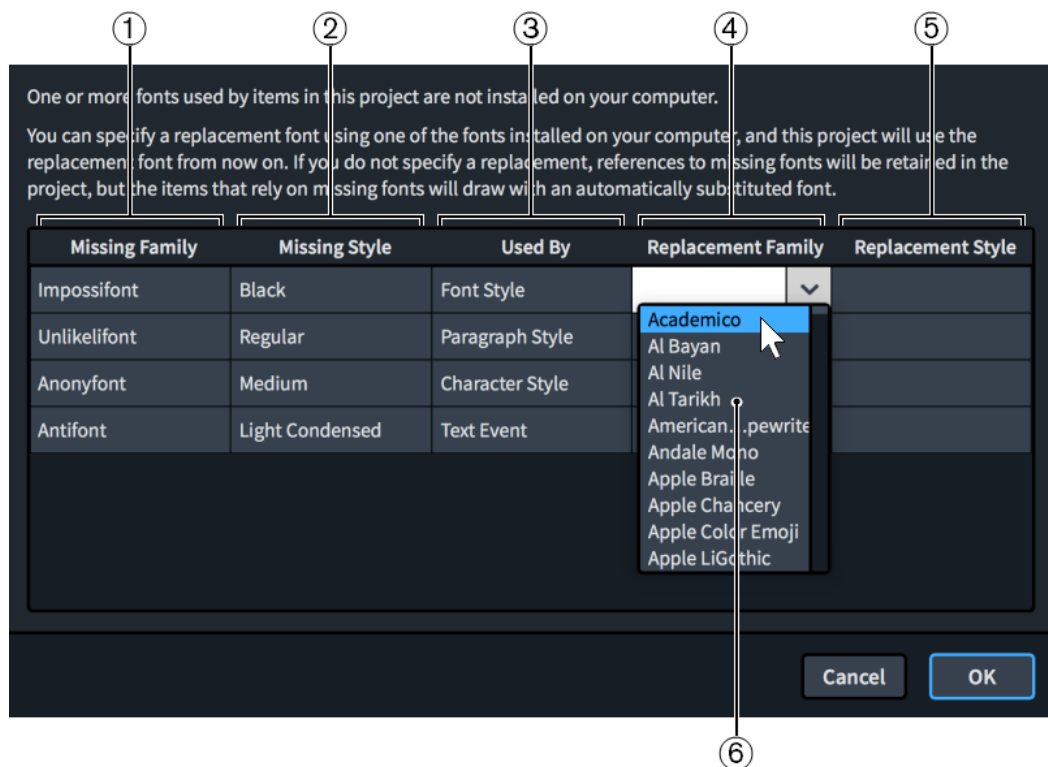 ① ② ③ ④ ⑤
One or more fonts used by items in this project are not installed on your computer.
You can specify a replacement font using one of the fonts installed on your computer, and this project will use the
replacement font from now on. If you do not specify a replacement, references to missing fonts will be retained in the
project, but the items that rely on missing fonts will draw with an automatically substituted font.
Missing Family Missing Style Used By Replacement Family Replacement Style
Impossifont Black Font Style
Unlikelifont Regular Paragraph Style
Anonyfont Medium Character Style
Antifont Light Condensed Text Event
Academico
Al Bayan
Al Nile
Al Tarikh
American…pewrite
Andale Mono
Apple Braille
Apple Chancery
Apple Color Emoji
Apple LiGothic
Cancel OK
⑥